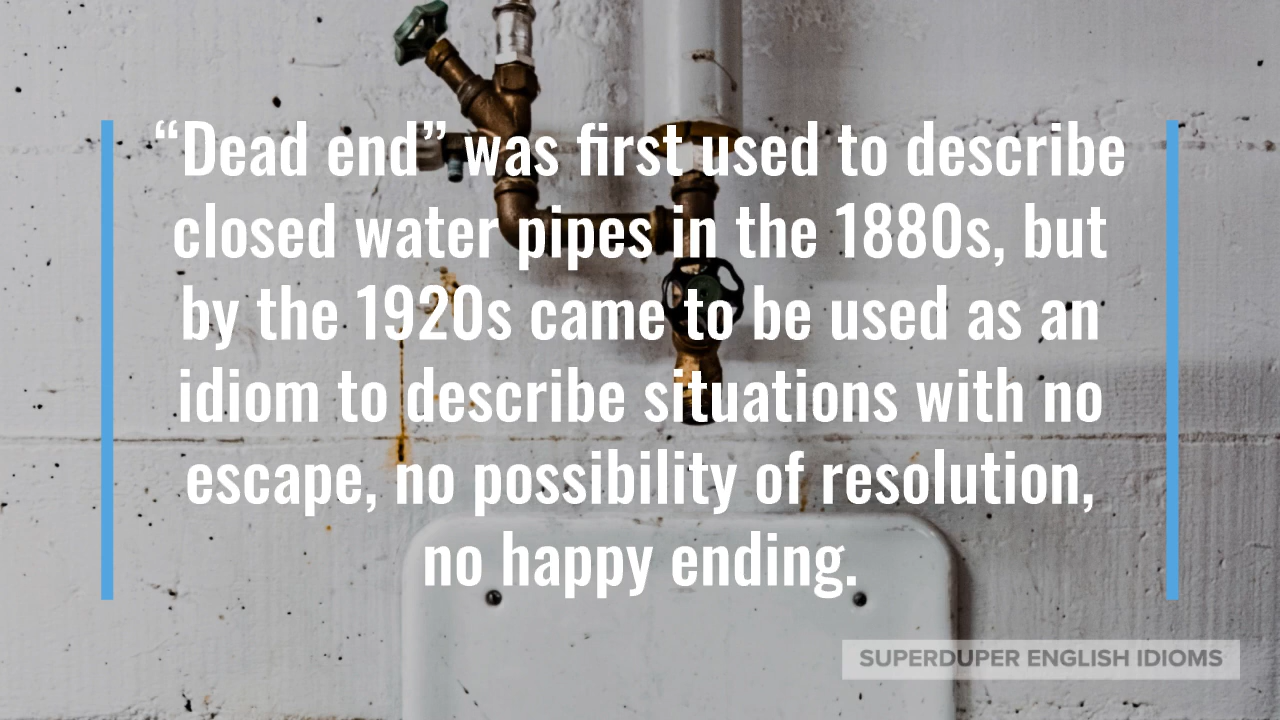 “Dead end” was first used to describe
closed water pipes in the 1880s, but
by the 1920s came to be used as an
idiom to describe situations with no
escape, no possibility of resolution,
no happy ending.
SUPERDUPER ENGLISH IDIOMS